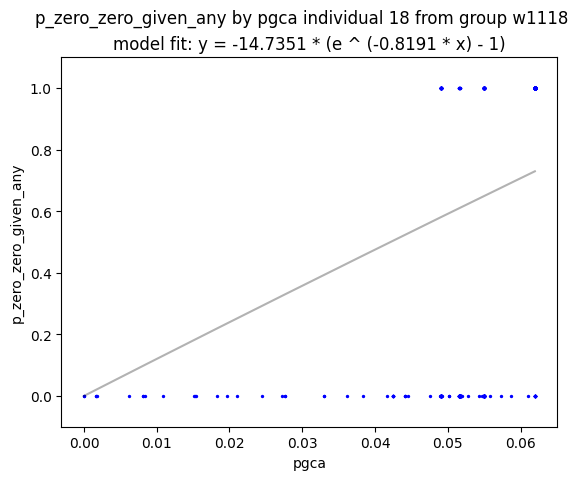 p_zero_zero_given_any by pgca individual 18 from group w1118
model fit: y = -14.7351 * (e ^ (-0.8191 * x) - 1)
1.0
0.8
0.6
0.4
0.2
0.0
p_zero_zero_given_any
0.00 0.01 0.02 0.03 0.04 0.05 0.06
pgca